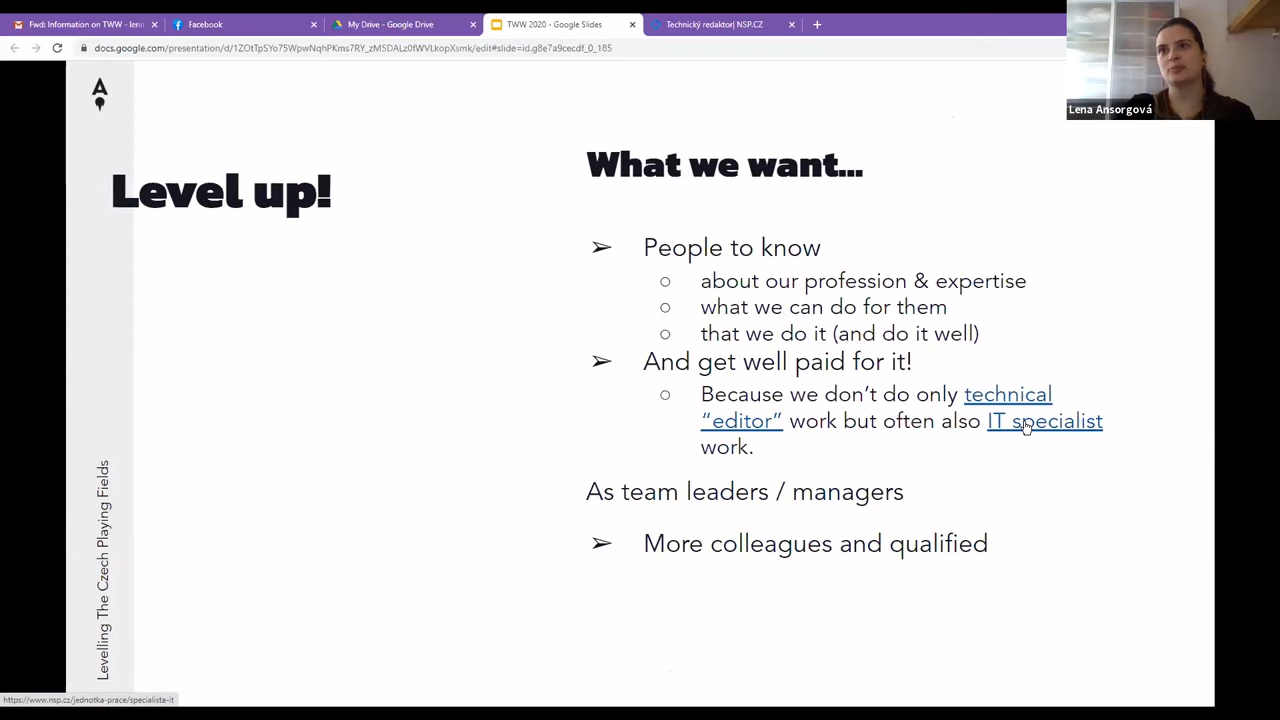 Fwd: Information on TWW - lenn
Facebook
My Drive - Google Drive
TWW 2020 - Google Slides
Technický redaktor| NSP.CZ
docs.google.com/presentation/d/1ZOtTpSYo75WpwNqhPKms7RY_zM5DALz0fWVLkopXsmk/edit#slide=id.g8e7a9cecdf_0_185
Lena Ansorgová
Level up!
What we want...
➢ People to know
○ about our profession & expertise
○ what we can do for them
○ that we do it (and do it well)
➢ And get well paid for it!
○ Because we don’t do only technical
“editor” work but often also IT specialist
work.
As team leaders / managers
➢ More colleagues and qualified
Levelling The Czech Playing Fields
https://www.nsp.cz/jednotka-prace/specialista-it